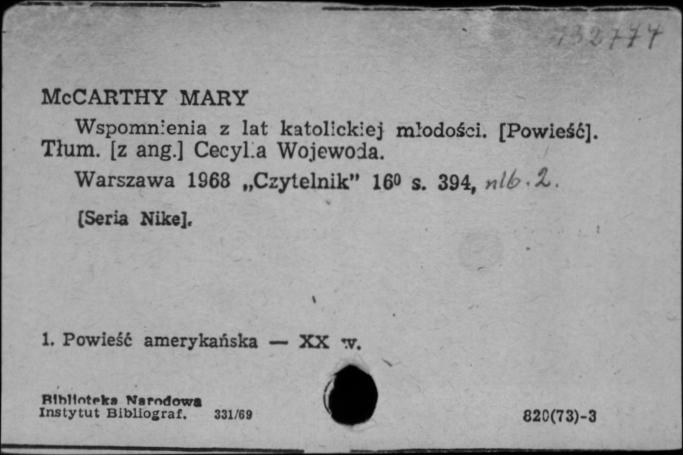 732774
McCARTHY MARY
Wspomnienia z lat katolickiej młodości. [Powieść].
Tłum. [z ang.] Cecylia Wojewoda.
Warszawa 1968 „Czytelnik” 16⁰ s. 394, nlb. 2.
[Seria Nike].
1. Powieść amerykańska — XX w.
Biblioteka Narodowa
Instytut Bibliograf. 331/69
820(73)-3